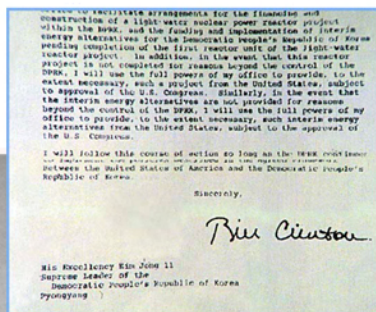 office to facilitate arrangements for the financing and
construction of a light-water nuclear power reactor project
within the DPRK, and the funding and implementation of interim
energy alternatives for the Democratic People's Republic of Korea
pending completion of the first reactor unit of the light-water
reactor project. In addition, in the event that this reactor
project is not completed for reasons beyond the control of the
DPRK, I will use the full powers of my office to provide, to the
extent necessary, such a project from the United States, subject
to approval of the U.S. Congress. Similarly, in the event that
the interim energy alternatives are not provided for reasons
beyond the control of the DPRK, I will use the full powers of my
office to provide, to the extent necessary, such interim energy
alternatives from the United States, subject to the approval of
the U.S. Congress.
I will follow this course of action so long as the DPRK continues
Between the United States of America and the Democratic People's
Republic of Korea.
Sincerely,
Bill Clinton
His Excellency Kim Jong Il
Supreme Leader of the
Democratic People's Republic of Korea
Pyongyang